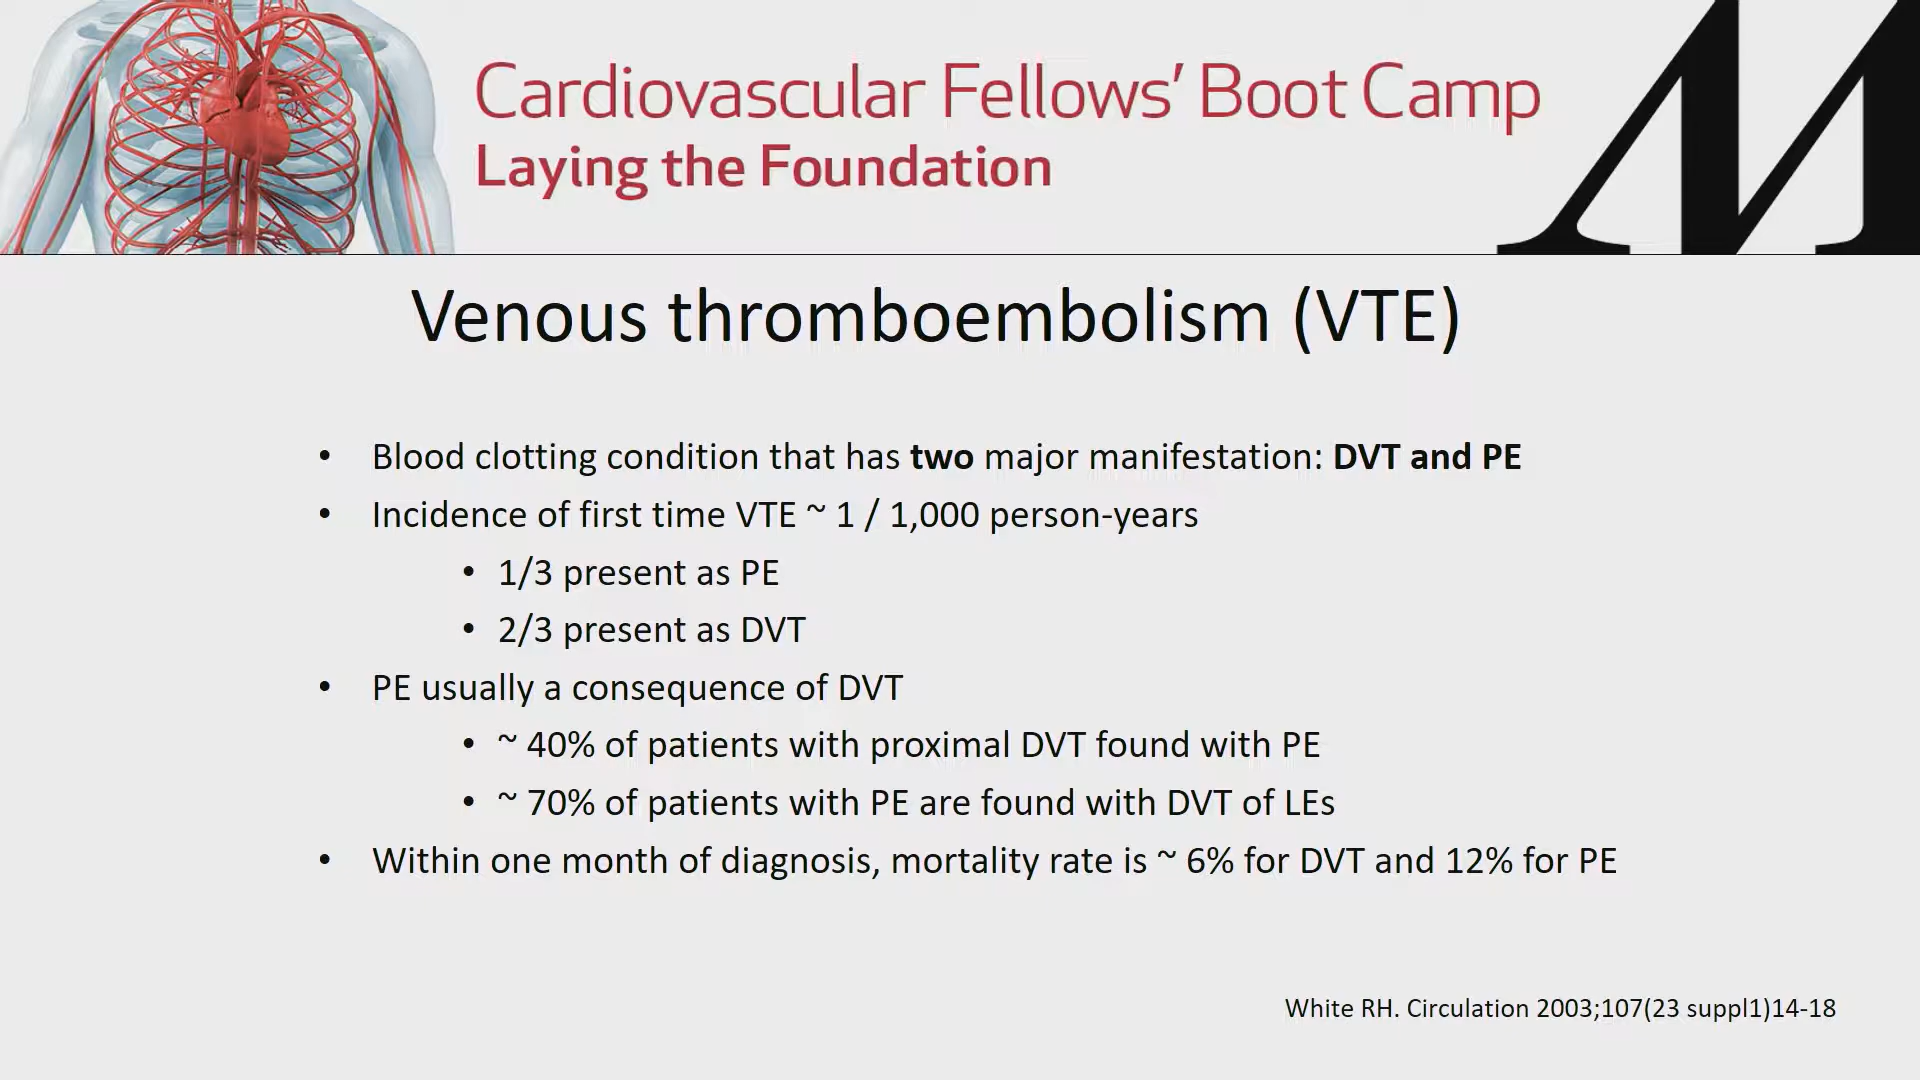 Cardiovascular Fellows’ Boot Camp
Laying the Foundation
M
Venous thromboembolism (VTE)
• Blood clotting condition that has two major manifestation: DVT and PE
• Incidence of first time VTE ~ 1 / 1,000 person-years
• 1/3 present as PE
• 2/3 present as DVT
• PE usually a consequence of DVT
• ~ 40% of patients with proximal DVT found with PE
• ~ 70% of patients with PE are found with DVT of LEs
• Within one month of diagnosis, mortality rate is ~ 6% for DVT and 12% for PE
White RH. Circulation 2003;107(23 suppl1)14-18